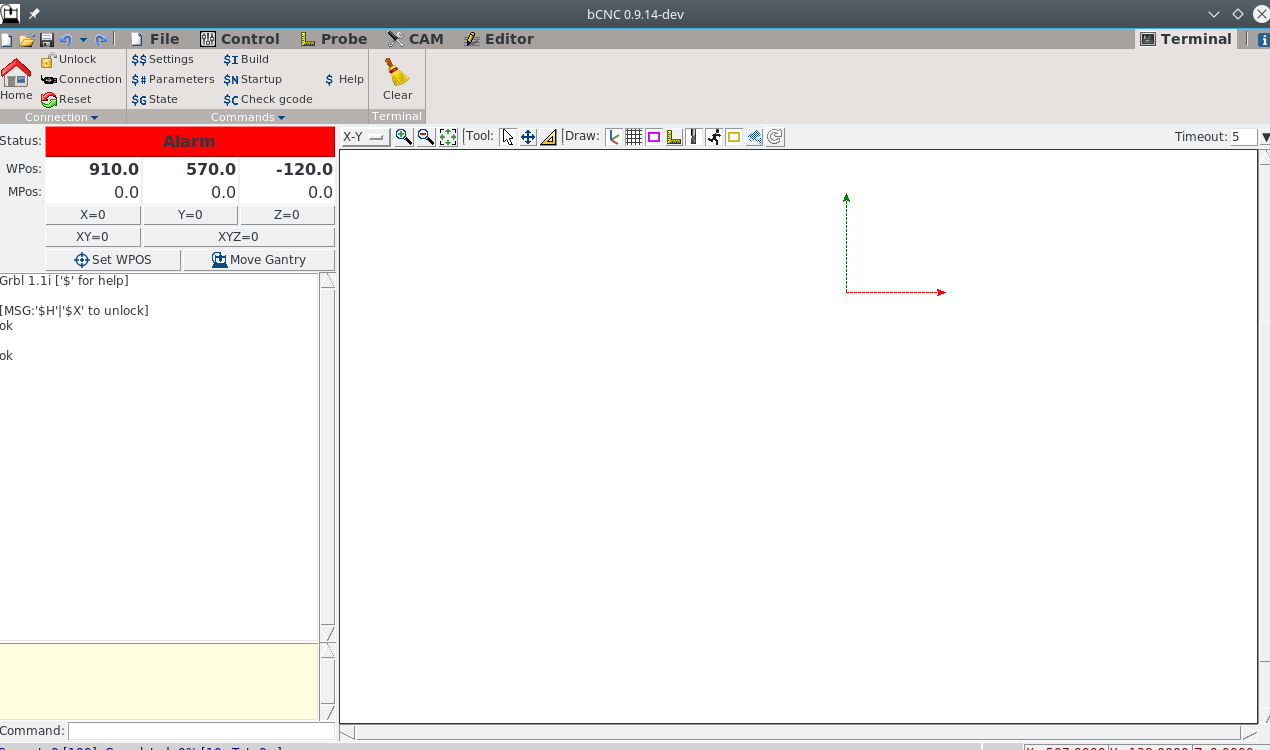 bCNC 0.9.14-dev
File Control Probe CAM Editor Terminal
Unlock $$ Settings $I Build
Home Connection $# Parameters $N Startup $ Help Clear
Reset $G State $C Check gcode
Connection Commands Terminal
Status: Alarm X-Y Tool: Draw: Timeout: 5
WPos: 910.0 570.0 -120.0
MPos: 0.0 0.0 0.0
X=0 Y=0 Z=0
XY=0 XYZ=0
Set WPOS Move Gantry
Grbl 1.1i ['$' for help]
[MSG:'$H'|'$X' to unlock]
ok
ok
Command: